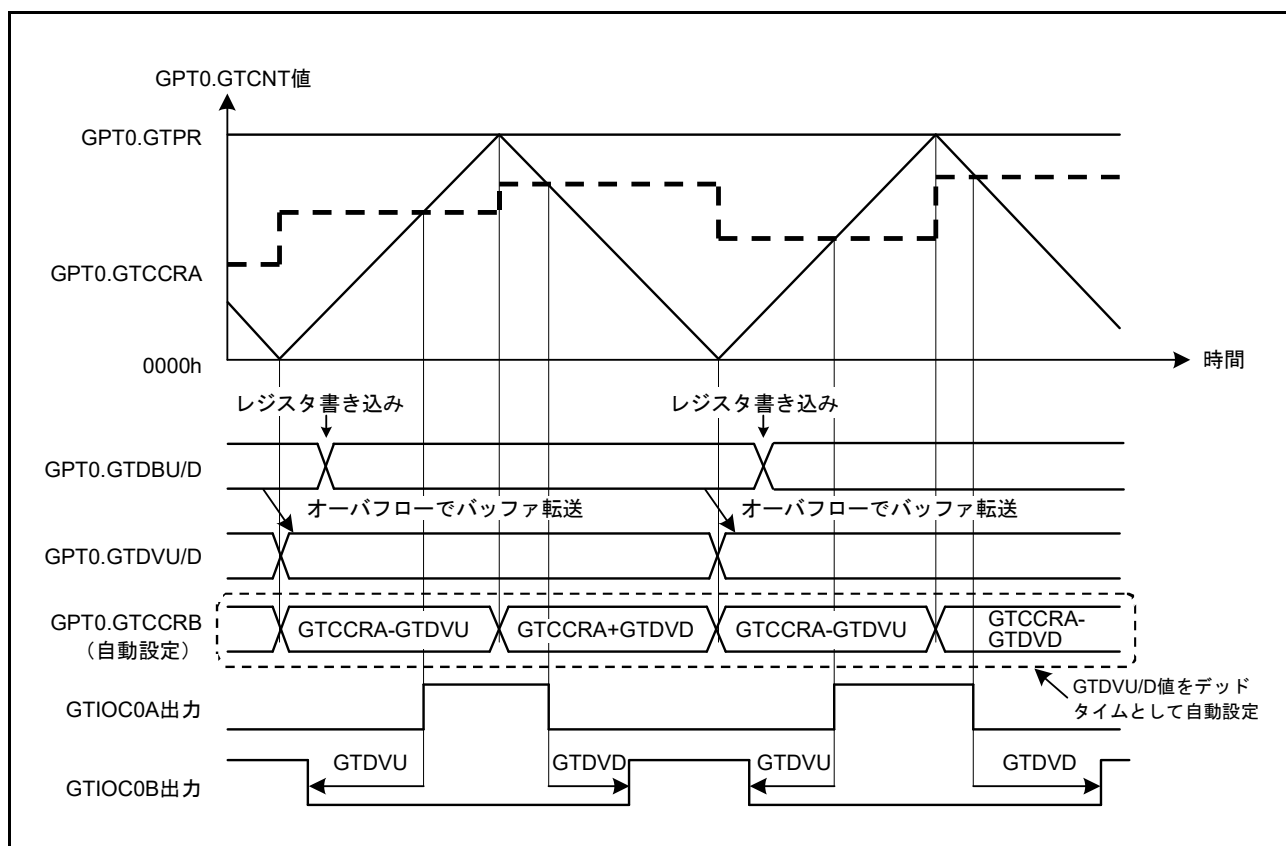 GPT0.GTCNT値
GPT0.GTPR
GPT0.GTCCRA
0000h
時間
レジスタ書き込み
レジスタ書き込み
GPT0.GTDBU/D
オーバフローでバッファ転送
オーバフローでバッファ転送
GPT0.GTDVU/D
GPT0.GTCCRB
（自動設定）
GTCCRA-GTDVU
GTCCRA+GTDVD
GTCCRA-GTDVU
GTCCRA-
GTDVD
GTDVU/D値をデッド
タイムとして自動設定
GTIOC0A出力
GTDVU
GTDVD
GTDVU
GTDVD
GTIOC0B出力